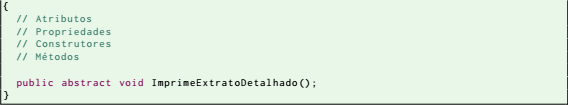 {
// Atributos
// Propriedades
// Construtores
// Métodos
public abstract void ImprimeExtratoDetalhado();
}